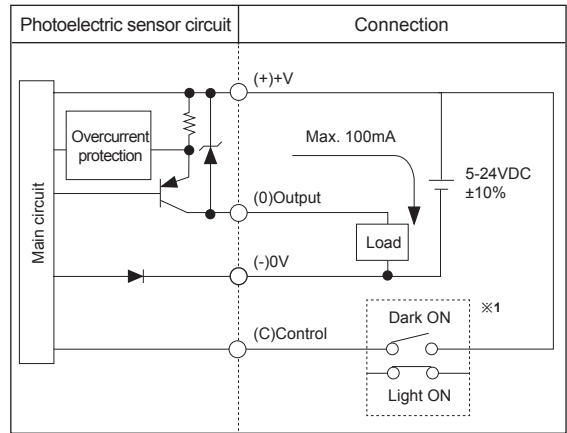 Photoelectric sensor circuit
Connection
(+)+V
Overcurrent
protection
Max. 100mA
5-24VDC
±10%
(0)Output
Load
Main circuit
(-)0V
※1
Dark ON
(C)Control
Light ON